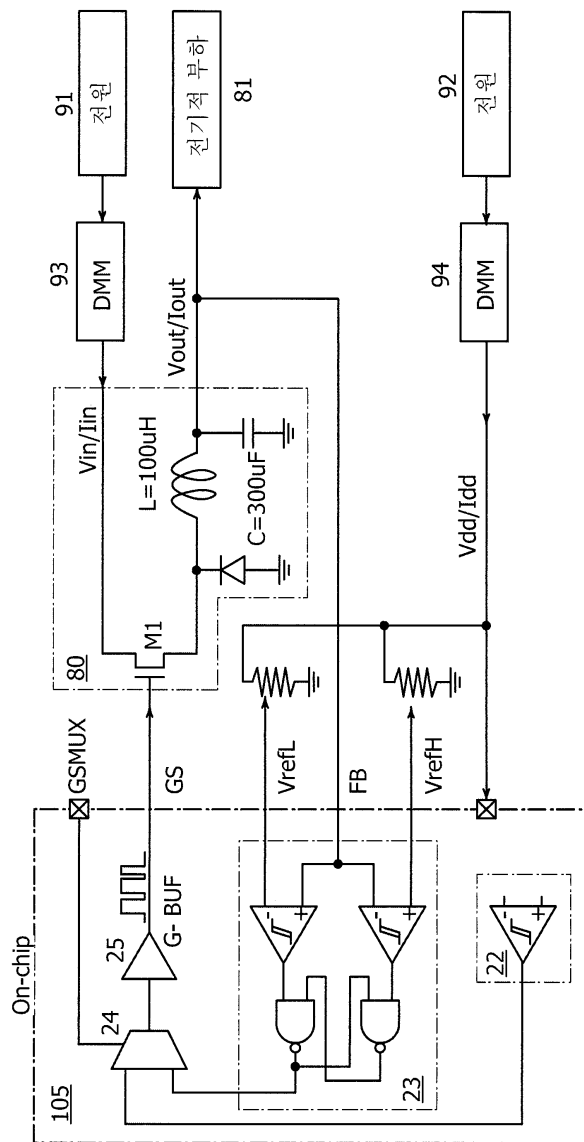 On-chip
105
24
25
G- BUF
GSMUX
GS
80
M1
Vin/Iin
L=100uH
C=300uF
Vout/Iout
93
DMM
91
전원
전기적 부하
81
23
VrefL
FB
VrefH
22
Vdd/Idd
94
DMM
92
전원
-
+
-
+
-
+